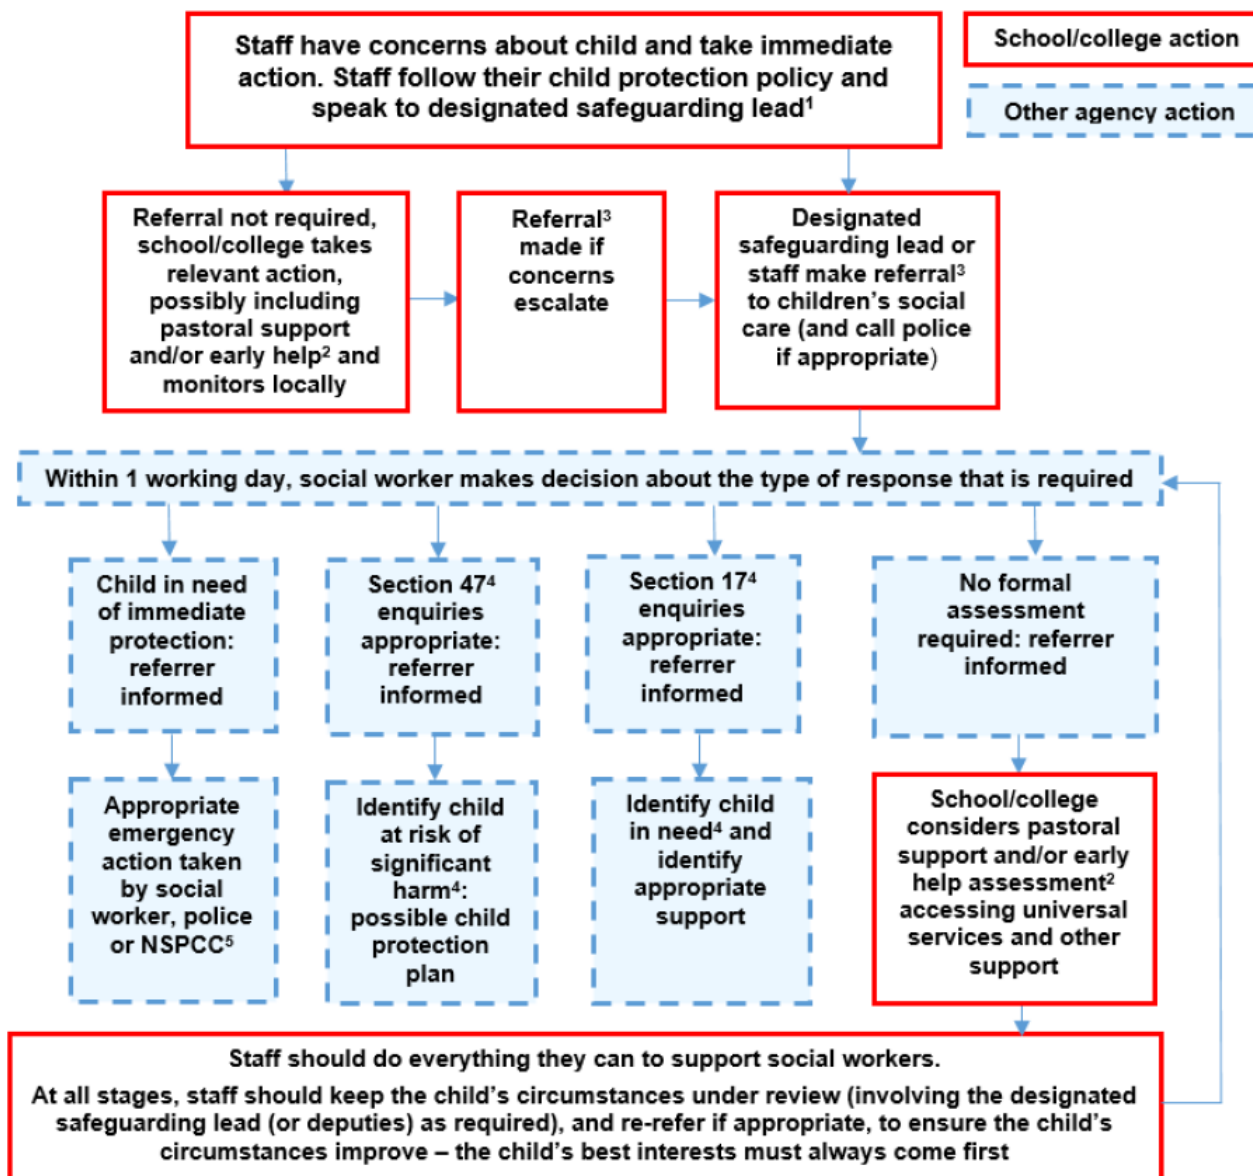 Staff have concerns about child and take immediate
action. Staff follow their child protection policy and
speak to designated safeguarding lead¹
School/college action
Other agency action
Referral not required,
school/college takes
relevant action,
possibly including
pastoral support
and/or early help² and
monitors locally
Referral³
made if
concerns
escalate
Designated
safeguarding lead or
staff make referral³
to children’s social
care (and call police
if appropriate)
Within 1 working day, social worker makes decision about the type of response that is required
Child in need
of immediate
protection:
referrer
informed
Section 47⁴
enquiries
appropriate:
referrer
informed
Section 17⁴
enquiries
appropriate:
referrer
informed
No formal
assessment
required: referrer
informed
Appropriate
emergency
action taken
by social
worker, police
or NSPCC⁵
Identify child
at risk of
significant
harm⁴:
possible child
protection
plan
Identify child
in need⁴ and
identify
appropriate
support
School/college
considers pastoral
support and/or early
help assessment²
accessing universal
services and other
support
Staff should do everything they can to support social workers.
At all stages, staff should keep the child’s circumstances under review (involving the designated
safeguarding lead (or deputies) as required), and re-refer if appropriate, to ensure the child’s
circumstances improve – the child’s best interests must always come first